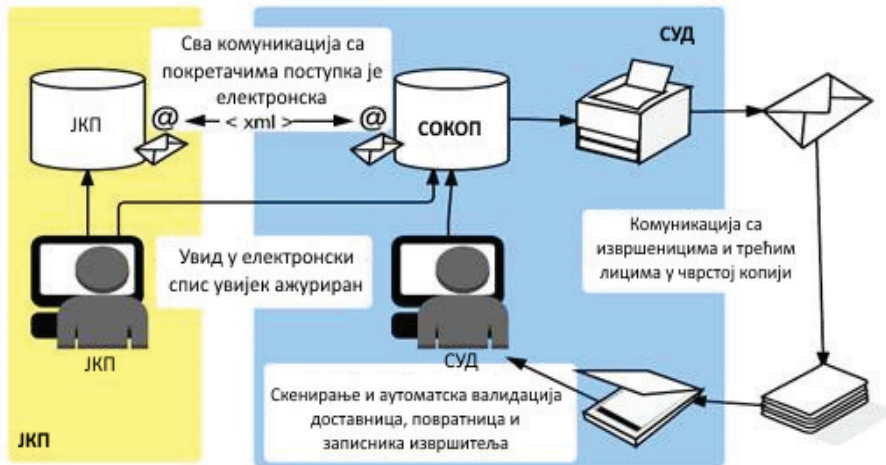 Сва комуникација са
покретачима поступка је
електронска
СУД
ЈКП
@
< xml >
@
СОКОП
Увид у електронски
спис увијек ажуриран
Комуникација са
извршеницима и трећим
лицима у чврстој копији
ЈКП
СУД
Скенирање и аутоматска валидација
доставница, повратница и
записника извршитеља
ЈКП